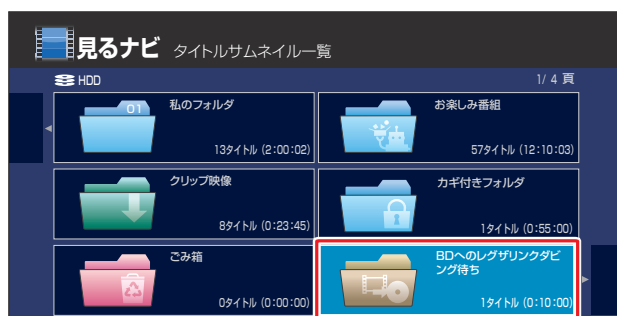 見るナビ タイトルサムネイル一覧
HDD 1/ 4 頁
01 私のフォルダ
13タイトル (2:00:02)
お楽しみ番組
57タイトル (12:10:03)
クリップ映像
8タイトル (0:23:45)
カギ付きフォルダ
1タイトル (0:55:00)
ごみ箱
0タイトル (0:00:00)
BDへのレグザリンクダビ
ング待ち
1タイトル (0:10:00)